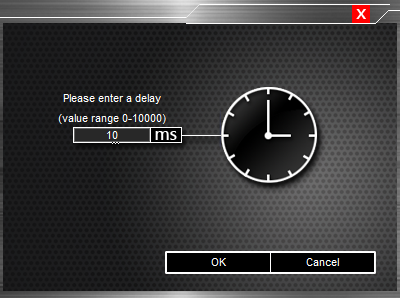 X
Please enter a delay
(value range 0-10000)
10 ms
OK Cancel